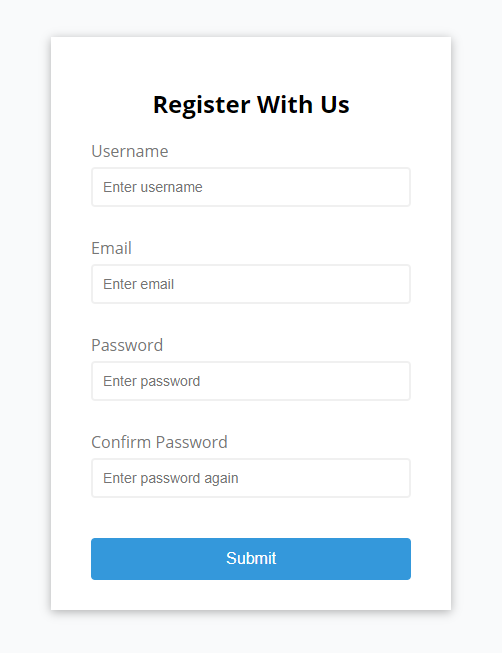 Register With Us
Username
Enter username
Email
Enter email
Password
Enter password
Confirm Password
Enter password again
Submit